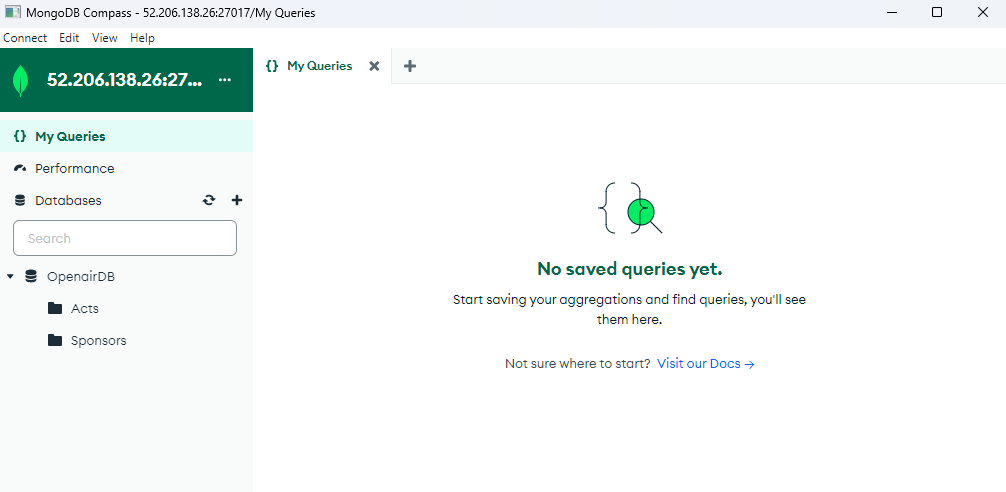 MongoDB Compass - 52.206.138.26:27017/My Queries
Connect Edit View Help
52.206.138.26:27... ...
{} My Queries
{} My Queries
Performance
Databases
Search
OpenairDB
Acts
Sponsors
No saved queries yet.
Start saving your aggregations and find queries, you'll see
them here.
Not sure where to start? Visit our Docs →